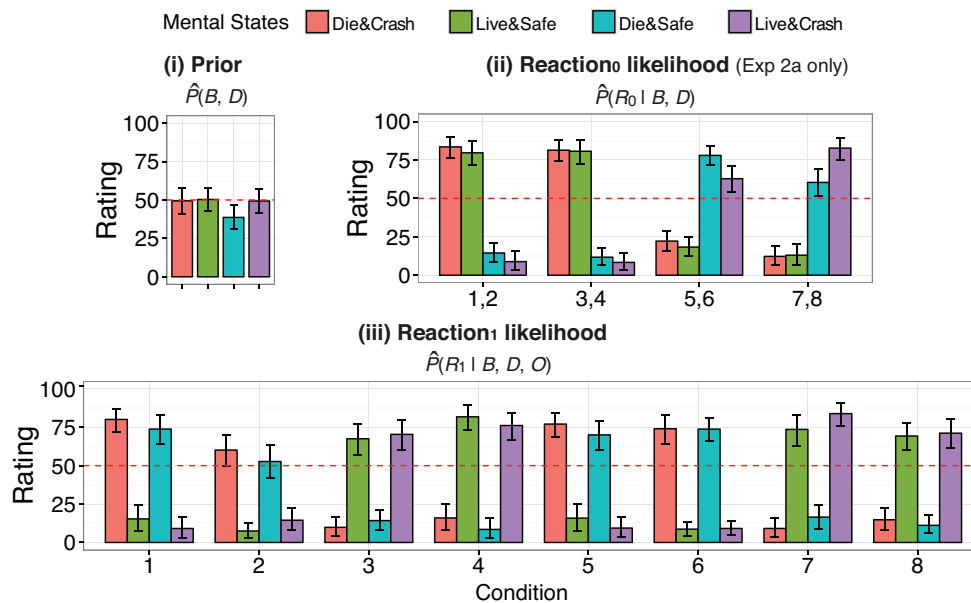 Mental States Die&Crash Live&Safe Die&Safe Live&Crash
(i) Prior
P̂(B, D)
100
75
50
25
0
Rating
(ii) Reaction₀ likelihood (Exp 2a only)
P̂(R₀ | B, D)
100
75
50
25
0
Rating
1,2 3,4 5,6 7,8
(iii) Reaction₁ likelihood
P̂(R₁ | B, D, O)
100
75
50
25
0
Rating
1 2 3 4 5 6 7 8
Condition